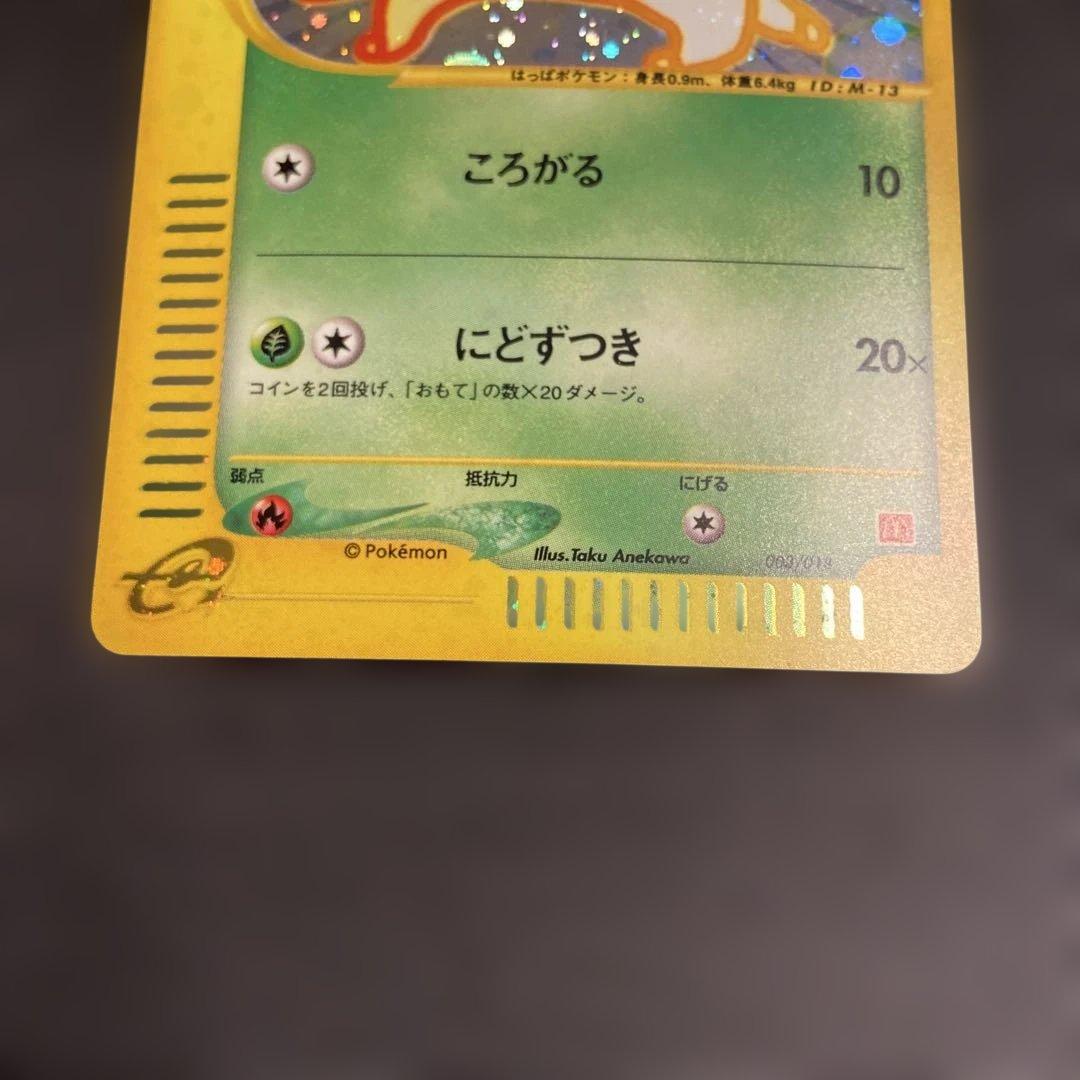 はっぱポケモン：身長0.9m、体重6.4kg ID:M-13
ころがる 10
にどずつき 20×
コインを2回投げ、「おもて」の数×20ダメージ。
弱点 抵抗力 にげる
© Pokémon Illus.Taku Anekawa